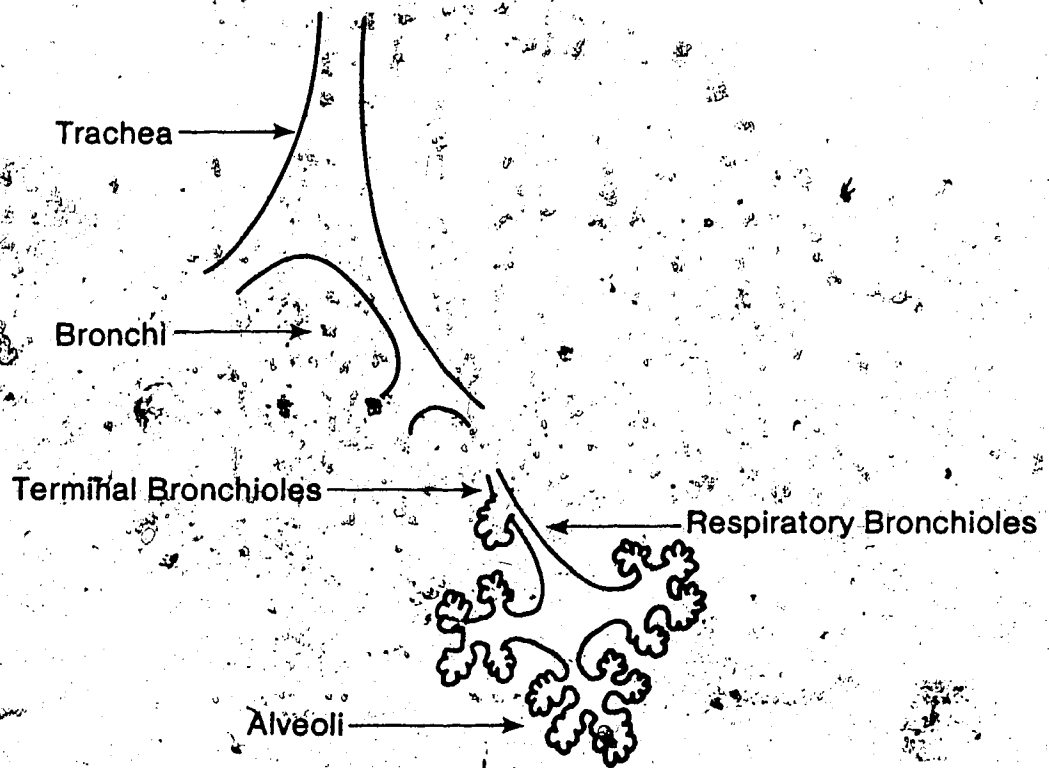 Trachea
Bronchi
Terminal Bronchioles
Respiratory Bronchioles
Alveoli